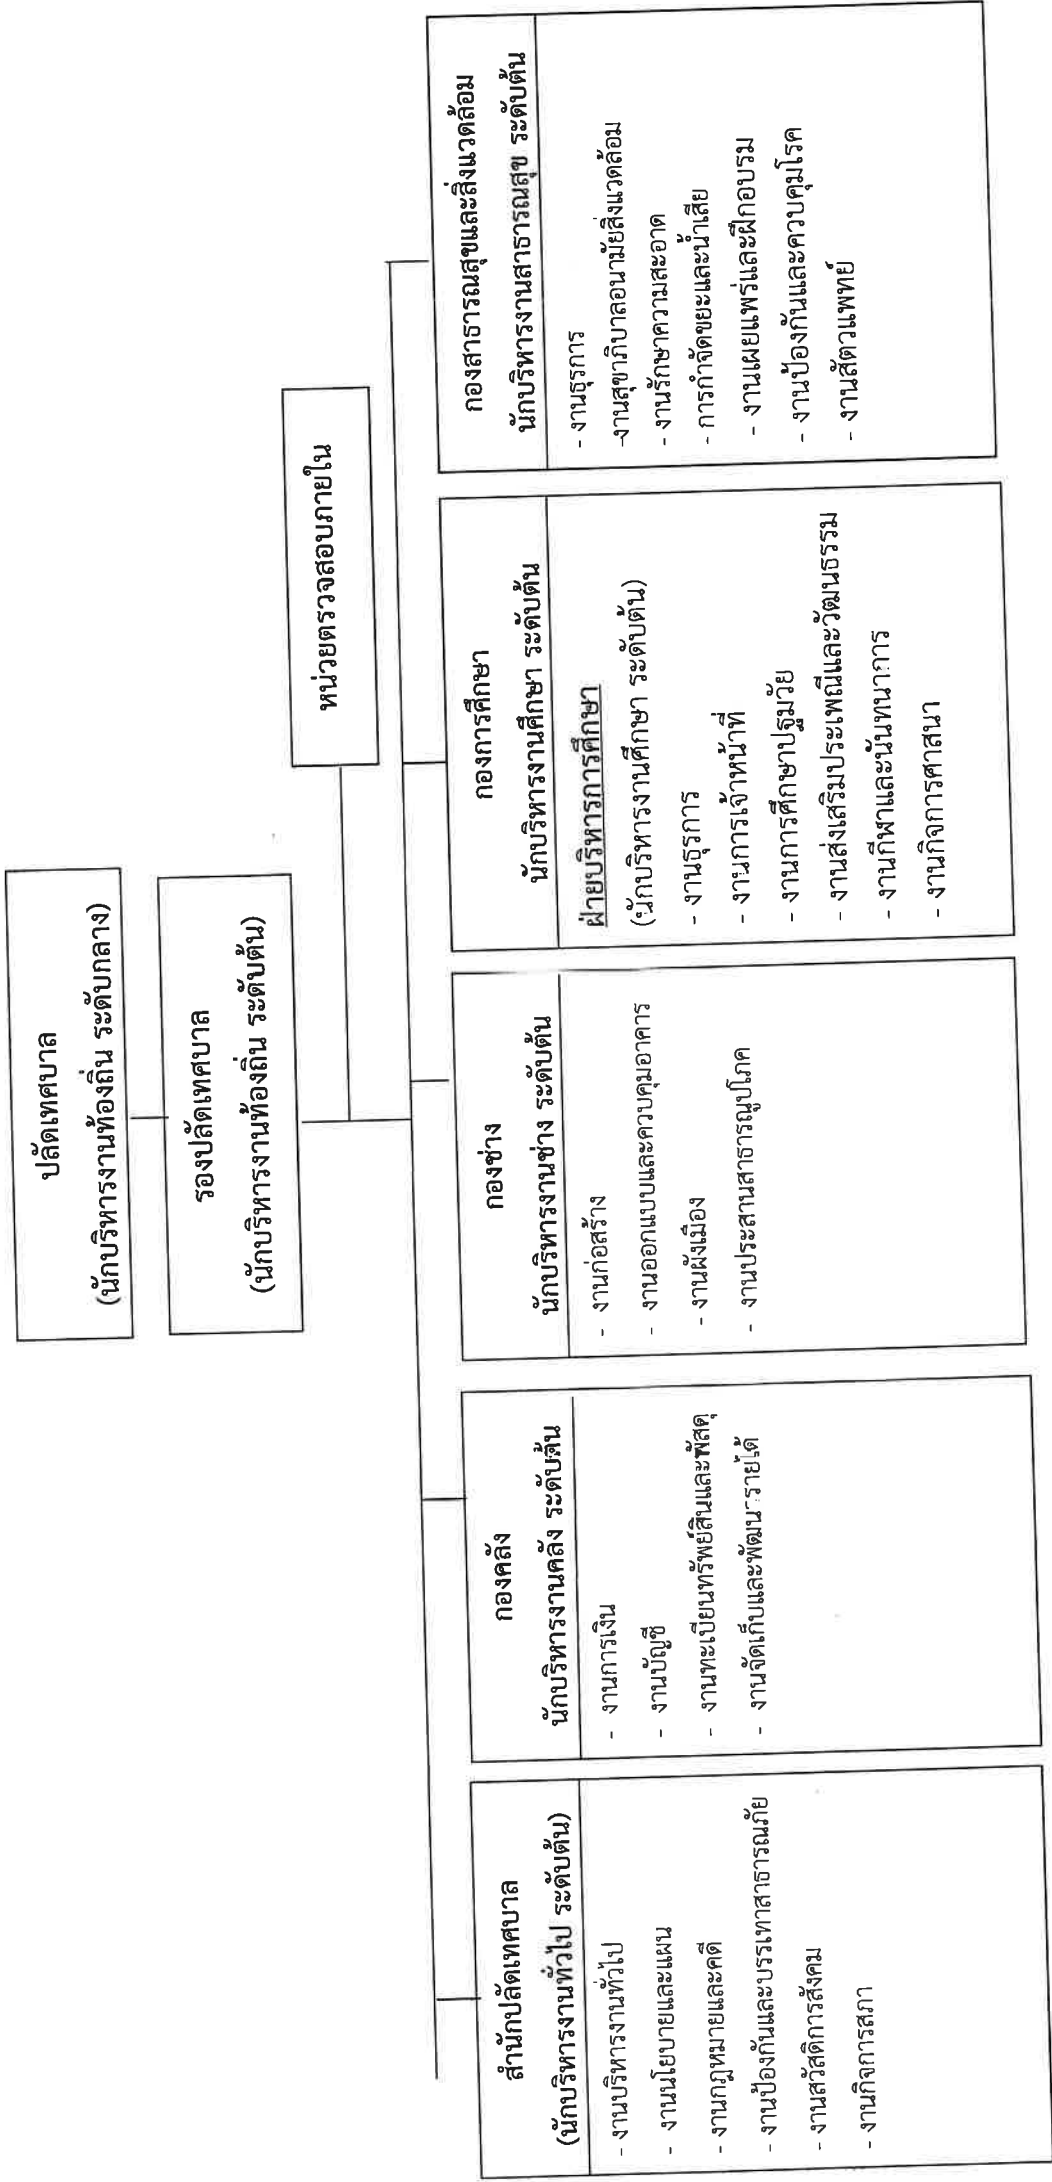 ปลัดเทศบาล
(นักบริหารงานท้องถิ่น ระดับกลาง)
รองปลัดเทศบาล
(นักบริหารงานท้องถิ่น ระดับต้น)
หน่วยตรวจสอบภายใน
สำนักปลัดเทศบาล
(นักบริหารงานทั่วไป ระดับต้น)
- งานบริหารงานทั่วไป
- งานนโยบายและแผน
- งานกฎหมายและคดี
- งานป้องกันและบรรเทาสาธารณภัย
- งานสวัสดิการสังคม
- งานกิจการสภา
กองคลัง
นักบริหารงานคลัง ระดับต้น
- งานการเงิน
- งานบัญชี
- งานทะเบียนทรัพย์สินและพัสดุ
- งานจัดเก็บและพัฒนารายได้
กองช่าง
นักบริหารงานช่าง ระดับต้น
- งานก่อสร้าง
- งานออกแบบและควบคุมอาคาร
- งานผังเมือง
- งานประสานสาธารณูปโภค
กองการศึกษา
นักบริหารงานศึกษา ระดับต้น
ฝ่ายบริหารการศึกษา
(นักบริหารงานศึกษา ระดับต้น)
- งานธุรการ
- งานการเจ้าหน้าที่
- งานการศึกษาปฐมวัย
- งานส่งเสริมประเพณีและวัฒนธรรม
- งานกีฬาและนันทนาการ
- งานกิจการศาสนา
กองสาธารณสุขและสิ่งแวดล้อม
นักบริหารงานสาธารณสุข ระดับต้น
- งานธุรการ
-งานสุขาภิบาลอนามัยสิ่งแวดล้อม
- งานรักษาความสะอาด
- การกำจัดขยะและน้ำเสีย
- งานเผยแพร่และฝึกอบรม
- งานป้องกันและควบคุมโรค
- งานสัตวแพทย์